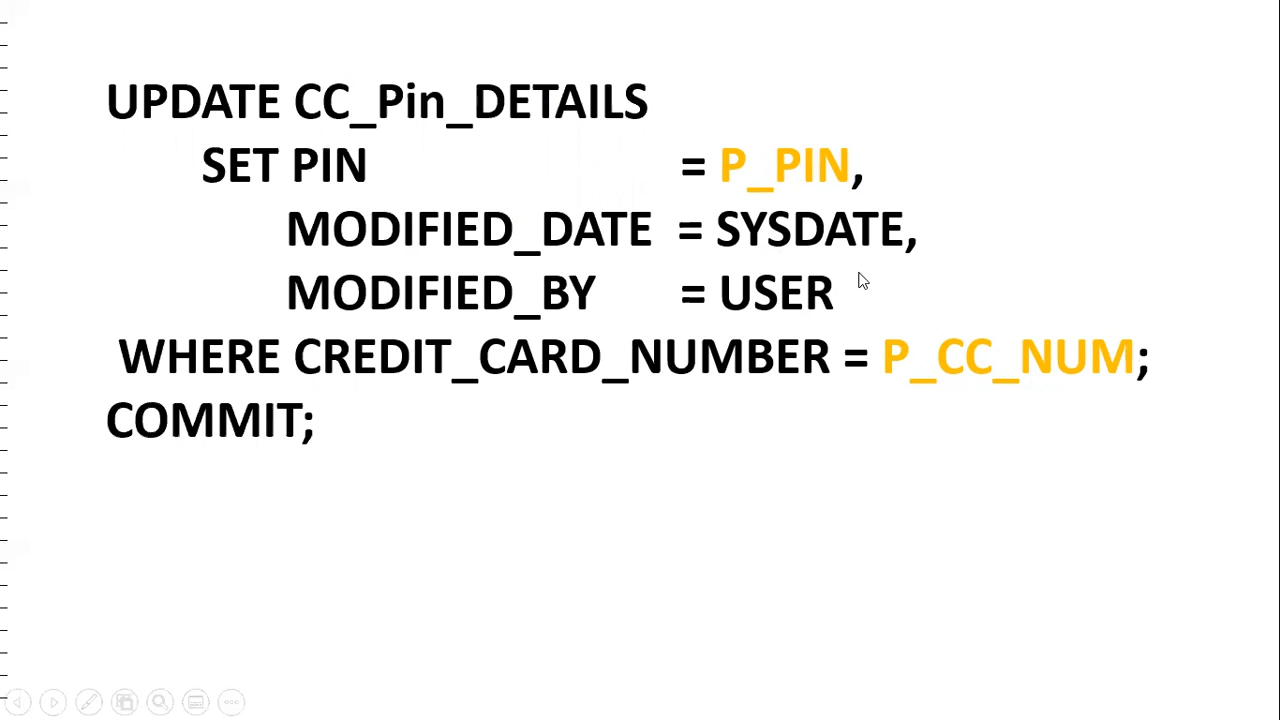 UPDATE CC_Pin_DETAILS
SET PIN = P_PIN,
MODIFIED_DATE = SYSDATE,
MODIFIED_BY = USER
WHERE CREDIT_CARD_NUMBER = P_CC_NUM;
COMMIT;